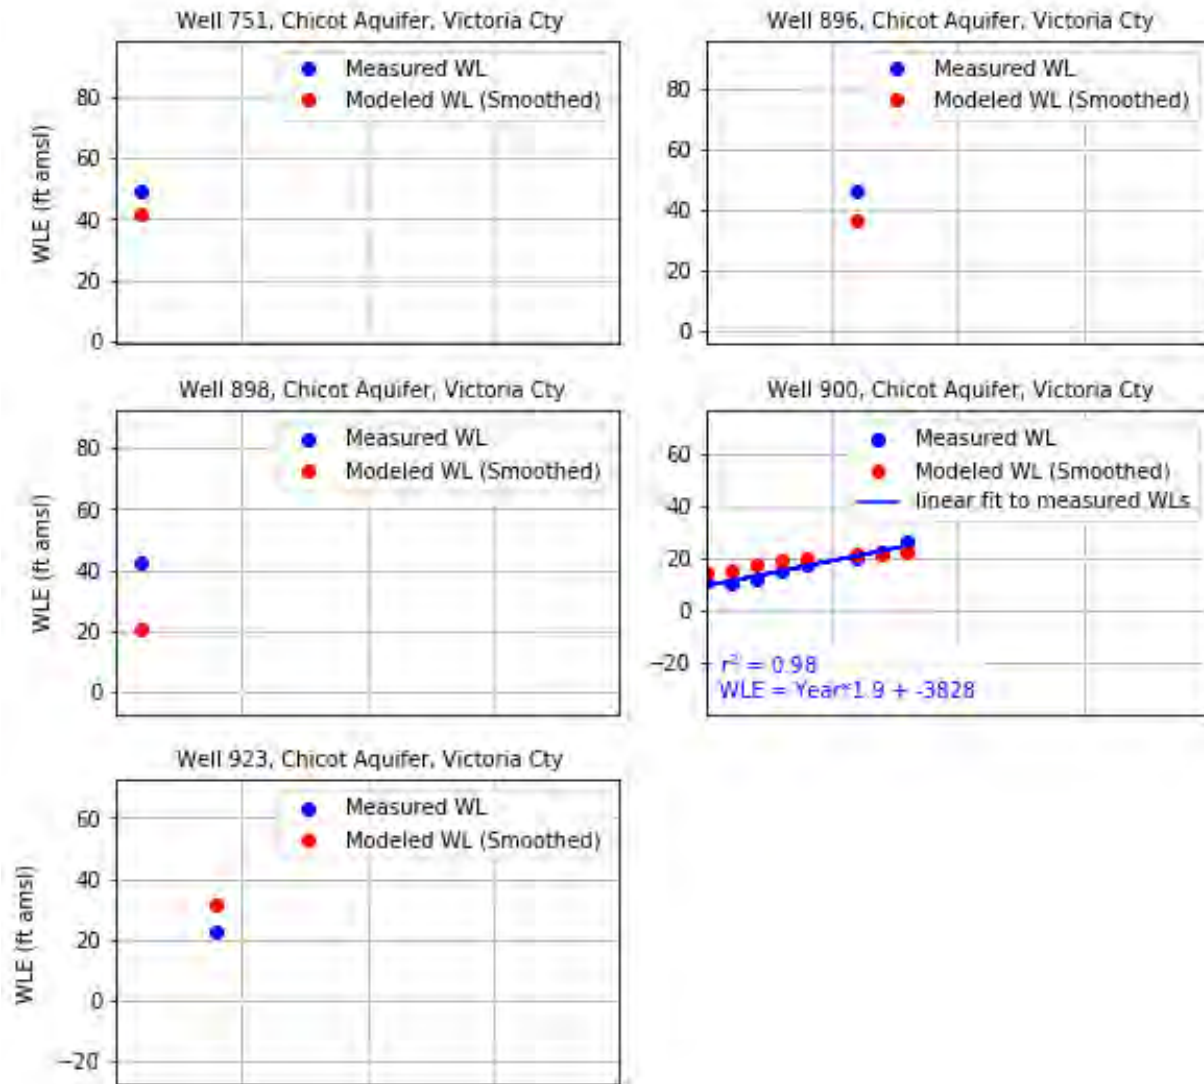 Well 751, Chicot Aquifer, Victoria Cty
Measured WL
Modeled WL (Smoothed)
WLE (ft amsl)
80
60
40
20
0
Well 896, Chicot Aquifer, Victoria Cty
Measured WL
Modeled WL (Smoothed)
80
60
40
20
0
Well 898, Chicot Aquifer, Victoria Cty
Measured WL
Modeled WL (Smoothed)
WLE (ft amsl)
80
60
40
20
0
Well 900, Chicot Aquifer, Victoria Cty
Measured WL
Modeled WL (Smoothed)
linear fit to measured WLs
60
40
20
0
−20
r² = 0.98
WLE = Year*1.9 + -3828
Well 923, Chicot Aquifer, Victoria Cty
Measured WL
Modeled WL (Smoothed)
WLE (ft amsl)
60
40
20
0
−20